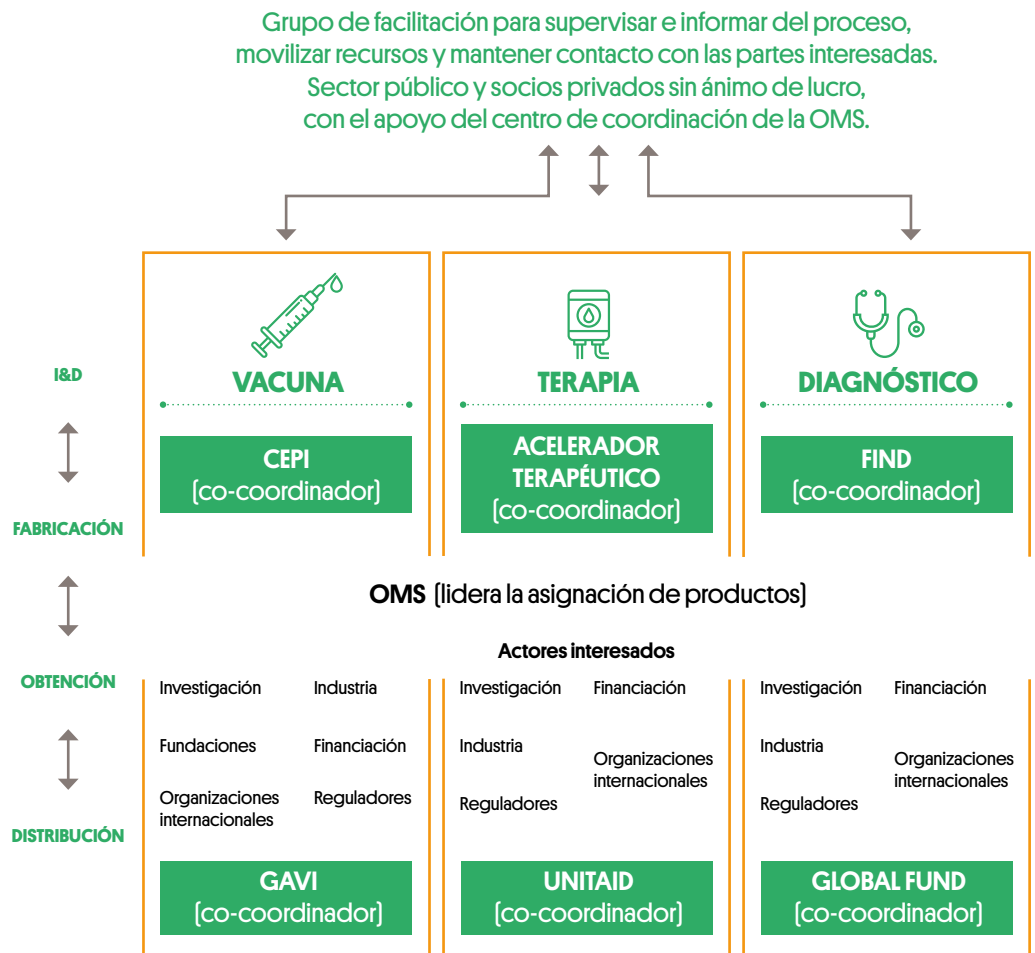 Grupo de facilitación para supervisar e informar del proceso,
movilizar recursos y mantener contacto con las partes interesadas.
Sector público y socios privados sin ánimo de lucro,
con el apoyo del centro de coordinación de la OMS.
I&D
FABRICACIÓN
OBTENCIÓN
DISTRIBUCIÓN
VACUNA
CEPI
(co-coordinador)
TERAPIA
ACELERADOR
TERAPÉUTICO
(co-coordinador)
DIAGNÓSTICO
FIND
(co-coordinador)
OMS (lidera la asignación de productos)
Actores interesados
Investigación
Industria
Fundaciones
Financiación
Organizaciones
internacionales
Reguladores
GAVI
(co-coordinador)
Investigación
Financiación
Industria
Organizaciones
internacionales
Reguladores
UNITAID
(co-coordinador)
Investigación
Financiación
Industria
Organizaciones
internacionales
Reguladores
GLOBAL FUND
(co-coordinador)